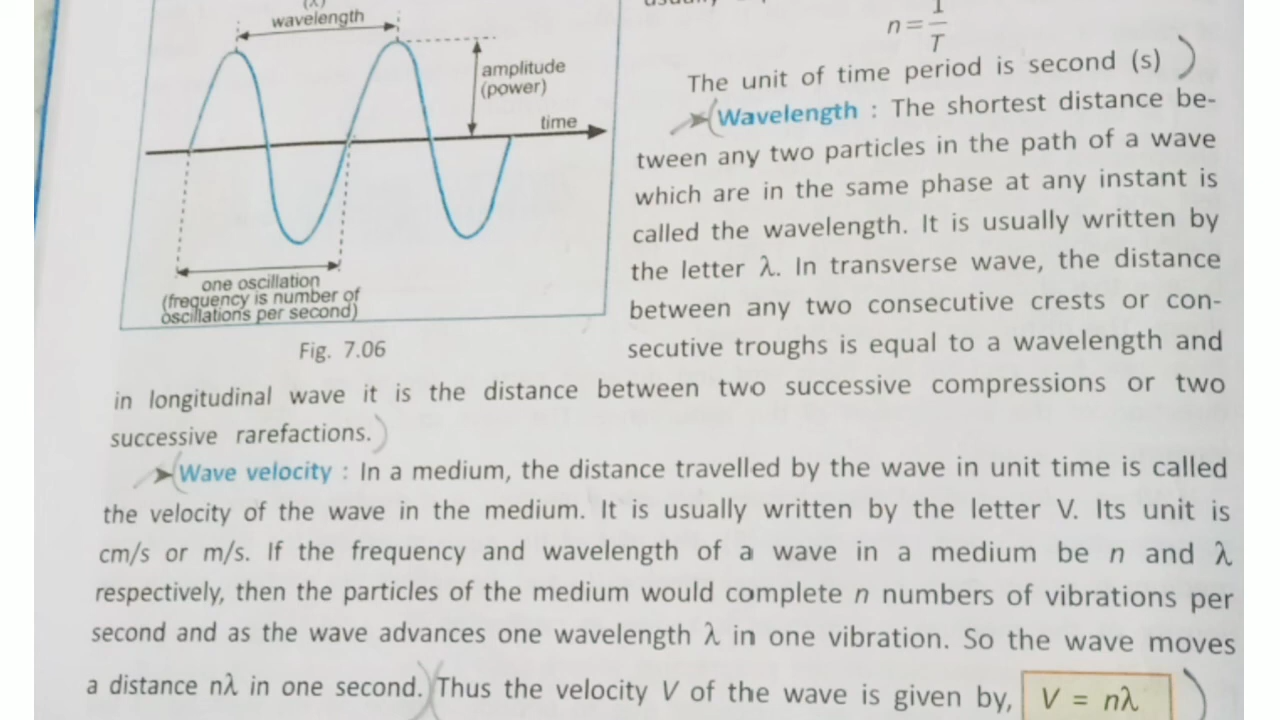 (λ)
wavelength
amplitude
(power)
time
one oscillation
(frequency is number of
oscillations per second)
Fig. 7.06
n = 1/T
The unit of time period is second (s)
➤ Wavelength : The shortest distance be-
tween any two particles in the path of a wave
which are in the same phase at any instant is
called the wavelength. It is usually written by
the letter λ. In transverse wave, the distance
between any two consecutive crests or con-
secutive troughs is equal to a wavelength and
in longitudinal wave it is the distance between two successive compressions or two
successive rarefactions.
➤ Wave velocity : In a medium, the distance travelled by the wave in unit time is called
the velocity of the wave in the medium. It is usually written by the letter V. Its unit is
cm/s or m/s. If the frequency and wavelength of a wave in a medium be n and λ
respectively, then the particles of the medium would complete n numbers of vibrations per
second and as the wave advances one wavelength λ in one vibration. So the wave moves
a distance nλ in one second. Thus the velocity V of the wave is given by, V = nλ